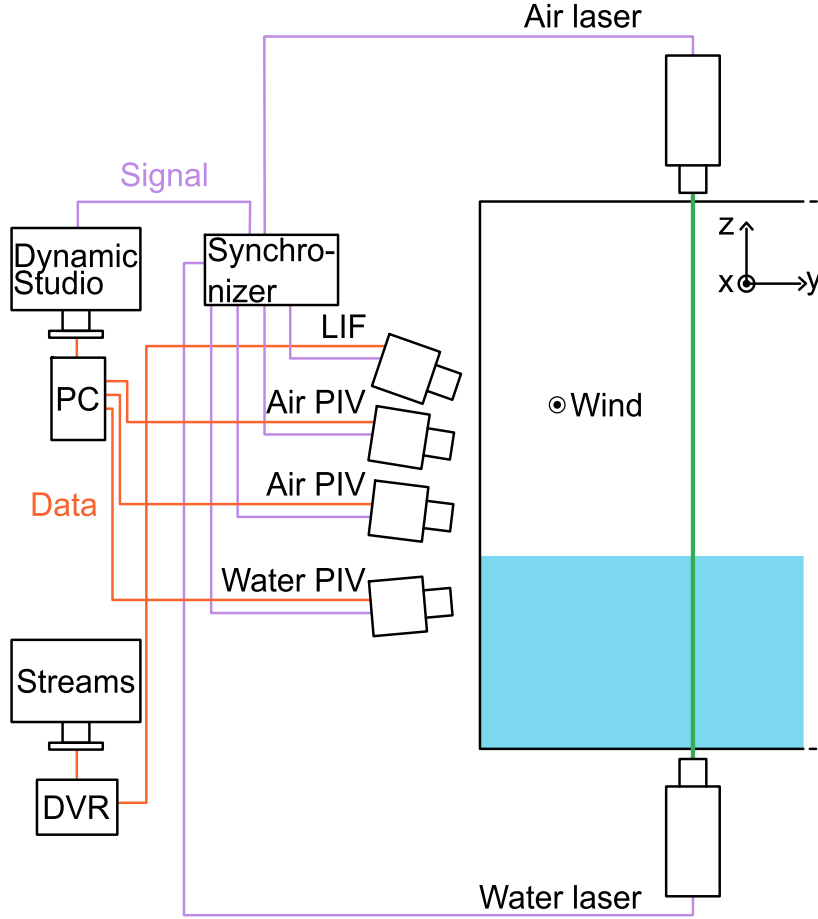 Air laser
Signal
z
Dynamic
Studio
Synchro-
nizer
x
y
LIF
PC
Air PIV
Wind
Air PIV
Data
Water PIV
Streams
DVR
Water laser